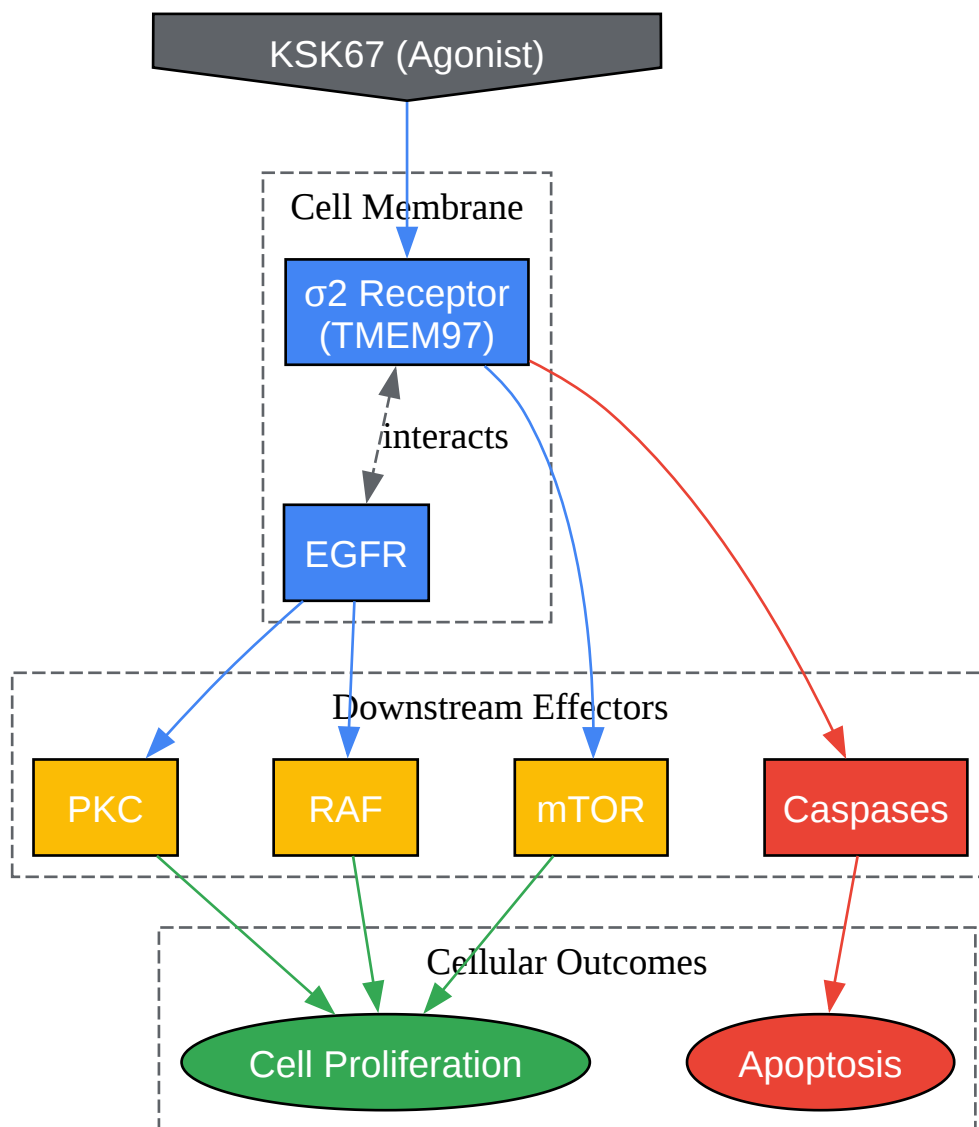 KSK67 (Agonist)
Cell Membrane
σ2 Receptor
(TMEM97)
interacts
EGFR
Downstream Effectors
PKC
RAF
mTOR
Caspases
Cellular Outcomes
Cell Proliferation
Apoptosis